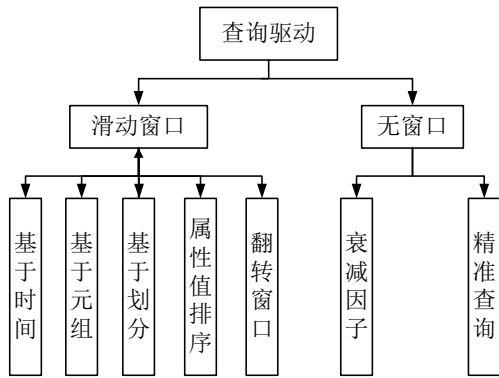 查询驱动
滑动窗口
无窗口
基于时间
基于元组
基于划分
属性值排序
翻转窗口
衰减因子
精准查询